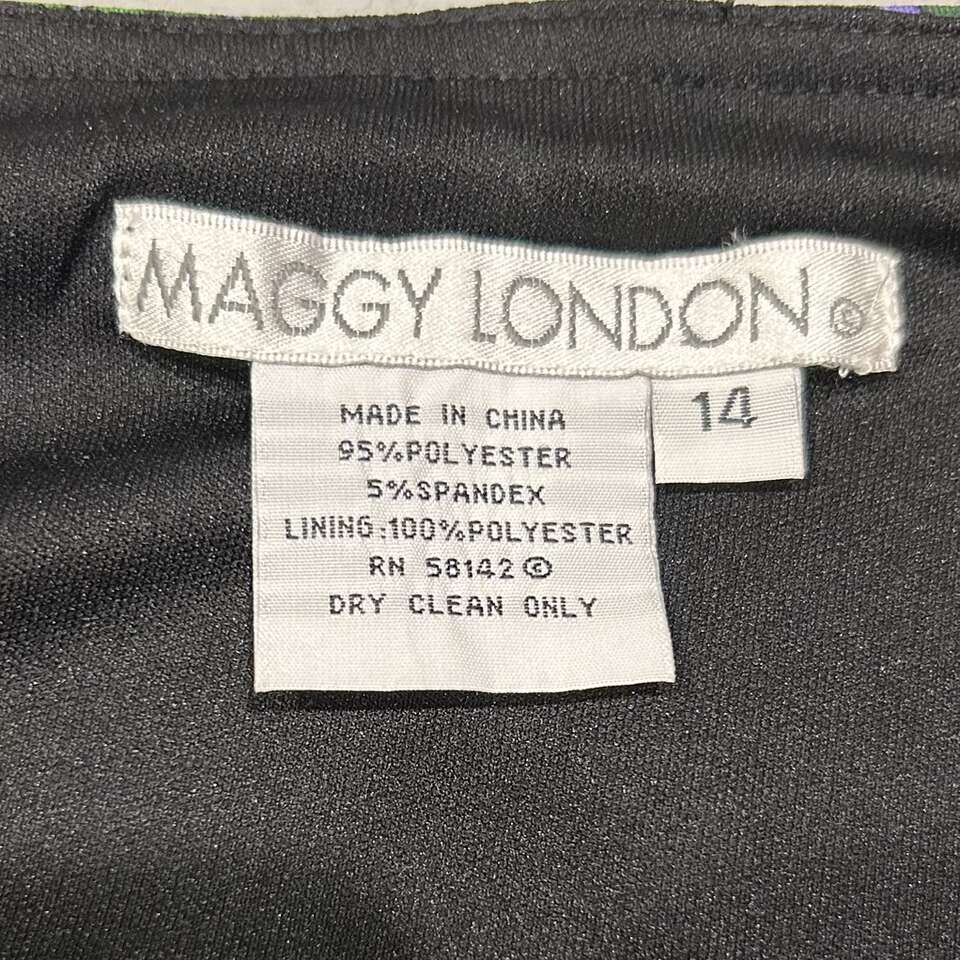 MAGGY LONDON ©
14
MADE IN CHINA
95%POLYESTER
5%SPANDEX
LINING:100%POLYESTER
RN 58142 ©
DRY CLEAN ONLY